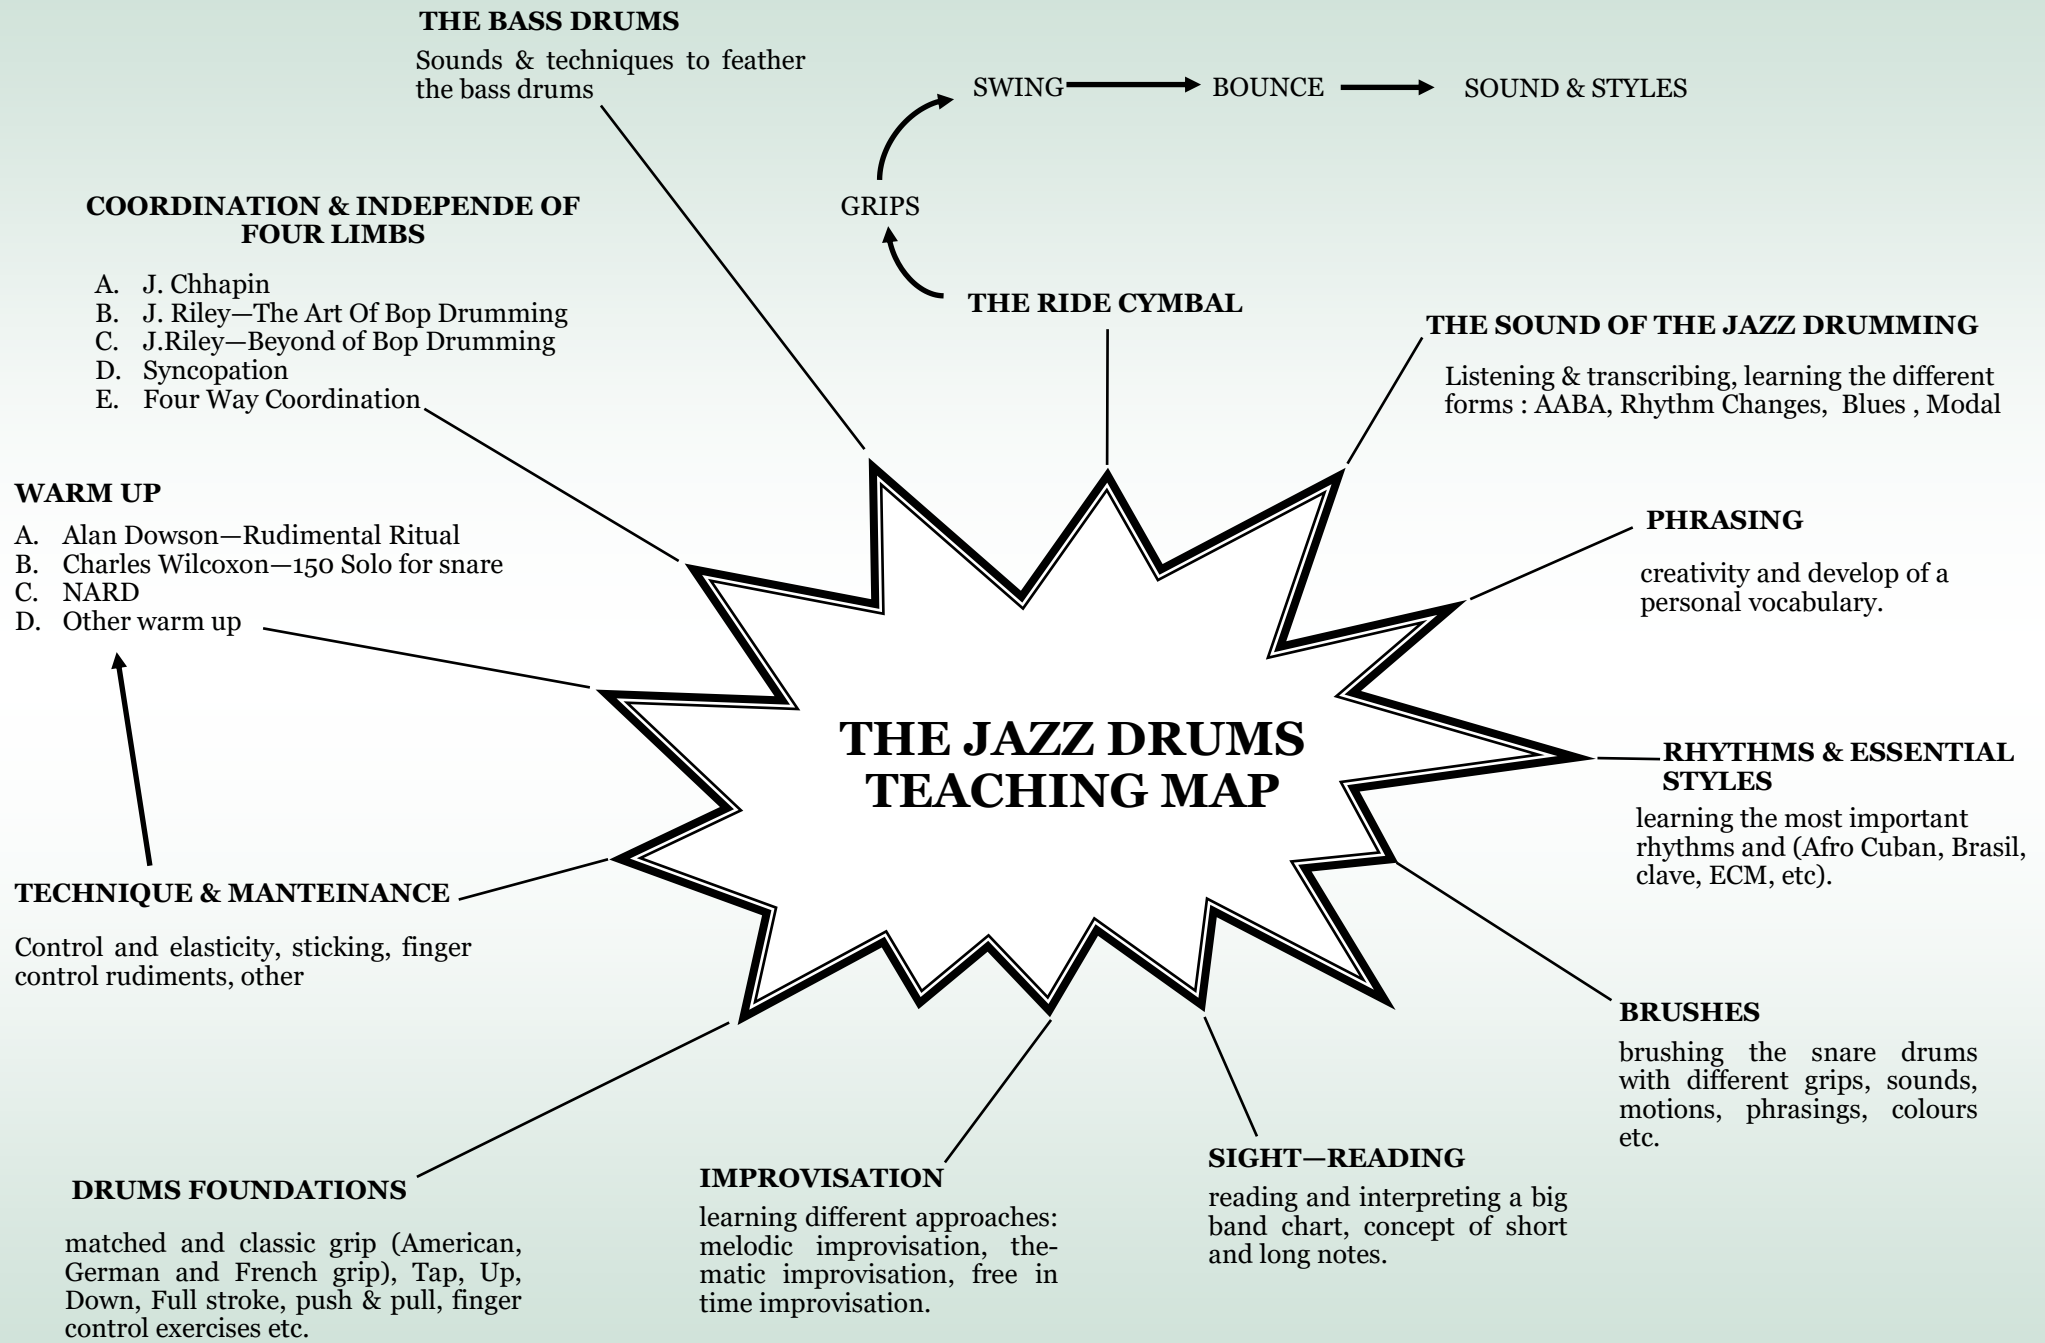 THE BASS DRUMS
Sounds & techniques to feather
the bass drums
SWING
BOUNCE
SOUND & STYLES
GRIPS
THE RIDE CYMBAL
COORDINATION & INDEPENDE OF
FOUR LIMBS
A. J. Chhapin
B. J. Riley—The Art Of Bop Drumming
C. J.Riley—Beyond of Bop Drumming
D. Syncopation
E. Four Way Coordination
THE SOUND OF THE JAZZ DRUMMING
Listening & transcribing, learning the different
forms : AABA, Rhythm Changes, Blues , Modal
WARM UP
A. Alan Dowson—Rudimental Ritual
B. Charles Wilcoxon—150 Solo for snare
C. NARD
D. Other warm up
PHRASING
creativity and develop of a
personal vocabulary.
THE JAZZ DRUMS
TEACHING MAP
RHYTHMS & ESSENTIAL
STYLES
learning the most important
rhythms and (Afro Cuban, Brasil,
clave, ECM, etc).
TECHNIQUE & MANTEINANCE
Control and elasticity, sticking, finger
control rudiments, other
BRUSHES
brushing the snare drums
with different grips, sounds,
motions, phrasings, colours
etc.
DRUMS FOUNDATIONS
matched and classic grip (American,
German and French grip), Tap, Up,
Down, Full stroke, push & pull, finger
control exercises etc.
IMPROVISATION
learning different approaches:
melodic improvisation, the-
matic improvisation, free in
time improvisation.
SIGHT—READING
reading and interpreting a big
band chart, concept of short
and long notes.